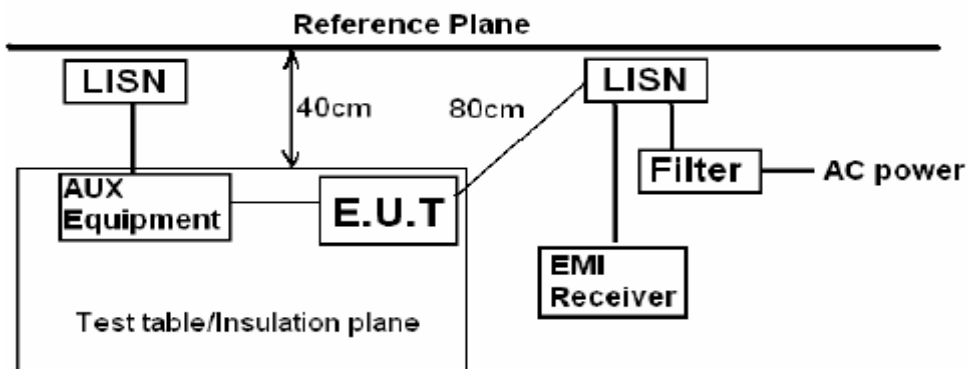 Reference Plane
LISN
40cm
80cm
LISN
Filter
AC power
AUX
Equipment
E.U.T
EMI
Receiver
Test table/Insulation plane